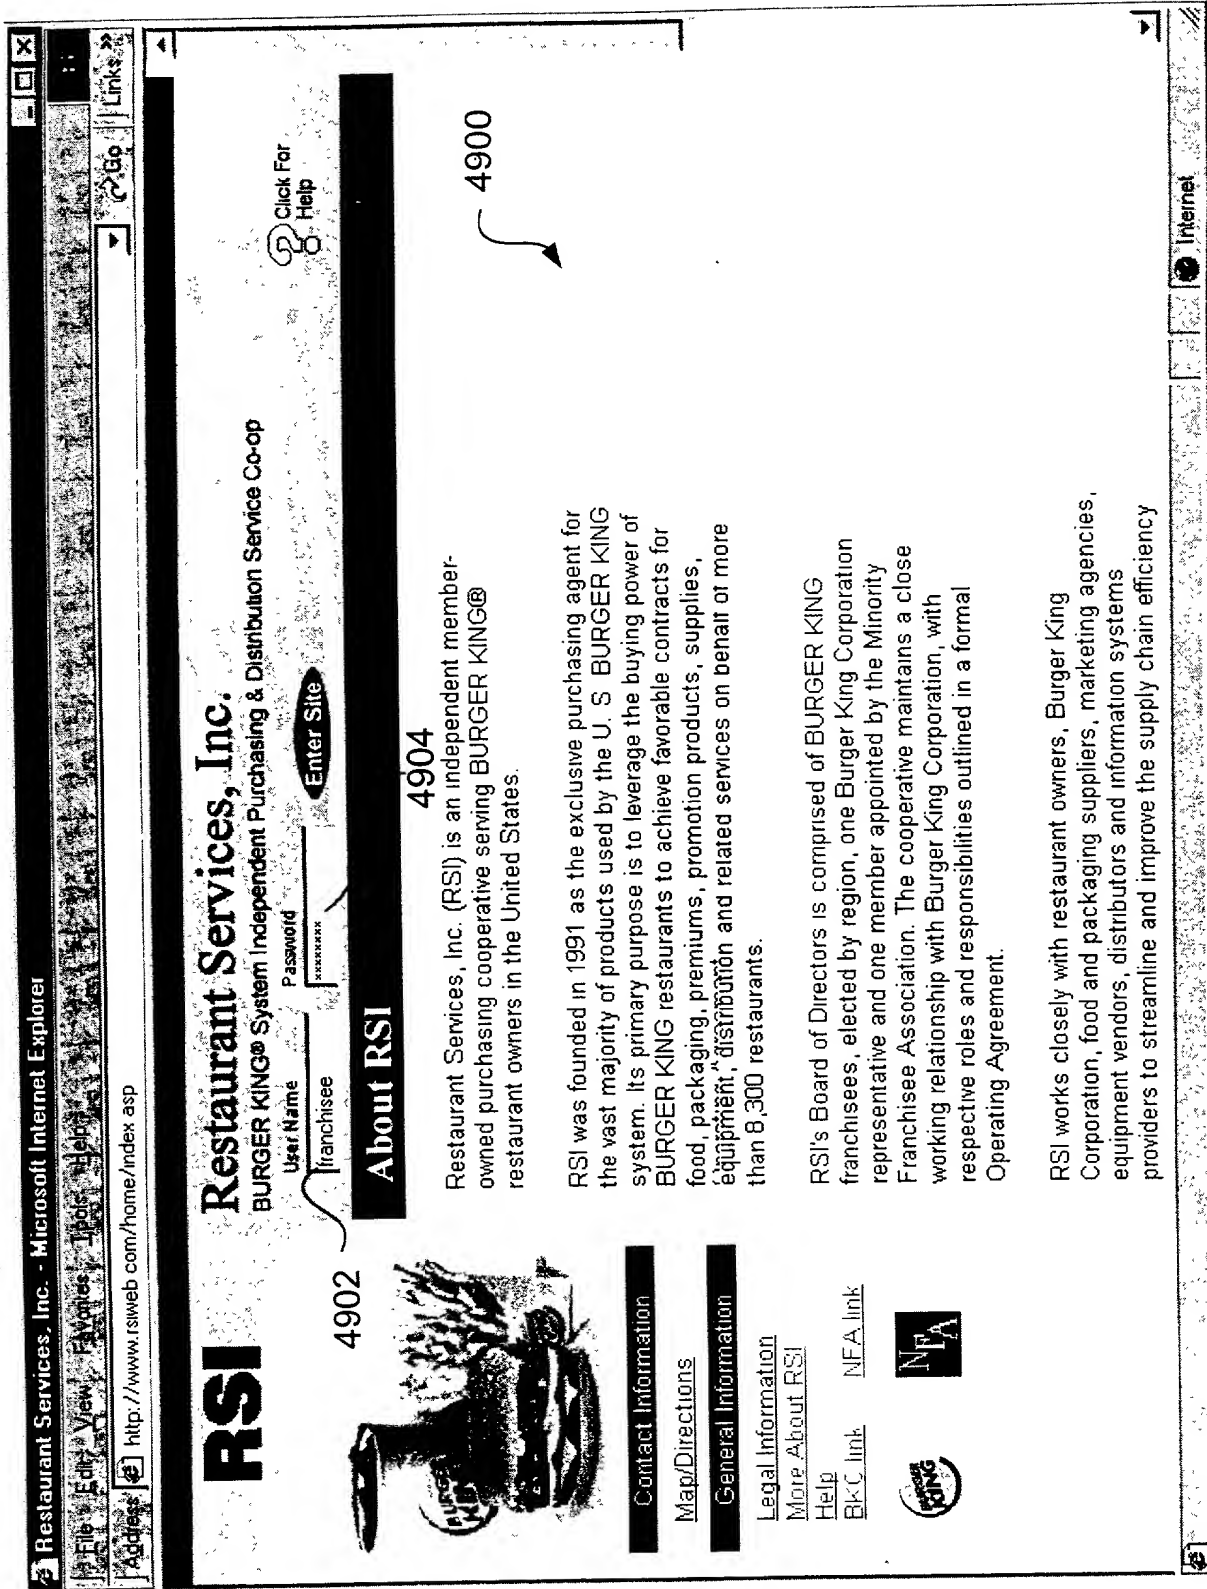 Restaurant Services, Inc. - Microsoft Internet Explorer
File Edit View Favorites Tools Help
Address http://www.rsiweb com/home/index asp
Go Links »
RSI
Restaurant Services, Inc.
BURGER KING® System Independent Purchasing & Distribution Service Co-op
User Name Password
franchisee xxxxxxxx Enter Site
Click For
Help
4902
4904
4900
About RSI
Restaurant Services, Inc. (RSI) is an independent member-
owned purchasing cooperative serving BURGER KING®
restaurant owners in the United States.
RSI was founded in 1991 as the exclusive purchasing agent for
the vast majority of products used by the U. S BURGER KING
system. Its primary purpose is to leverage the buying power of
BURGER KING restaurants to achieve favorable contracts for
food, packaging, premiums, promotion products, supplies,
equipment, distribution and related services on behalf of more
than 8,300 restaurants.
RSI's Board of Directors is comprised of BURGER KING
franchisees, elected by region, one Burger King Corporation
representative and one member appointed by the Minority
Franchisee Association. The cooperative maintains a close
working relationship with Burger King Corporation, with
respective roles and responsibilities outlined in a formal
Operating Agreement.
RSI works closely with restaurant owners, Burger King
Corporation, food and packaging suppliers, marketing agencies,
equipment vendors, distributors and information systems
providers to streamline and improve the supply chain efficiency
BURGER
KING
Contact Information
Map/Directions
General Information
Legal Information
More About RSI
Help
BKC link NFA link
BURGER
KING
NFA
Internet